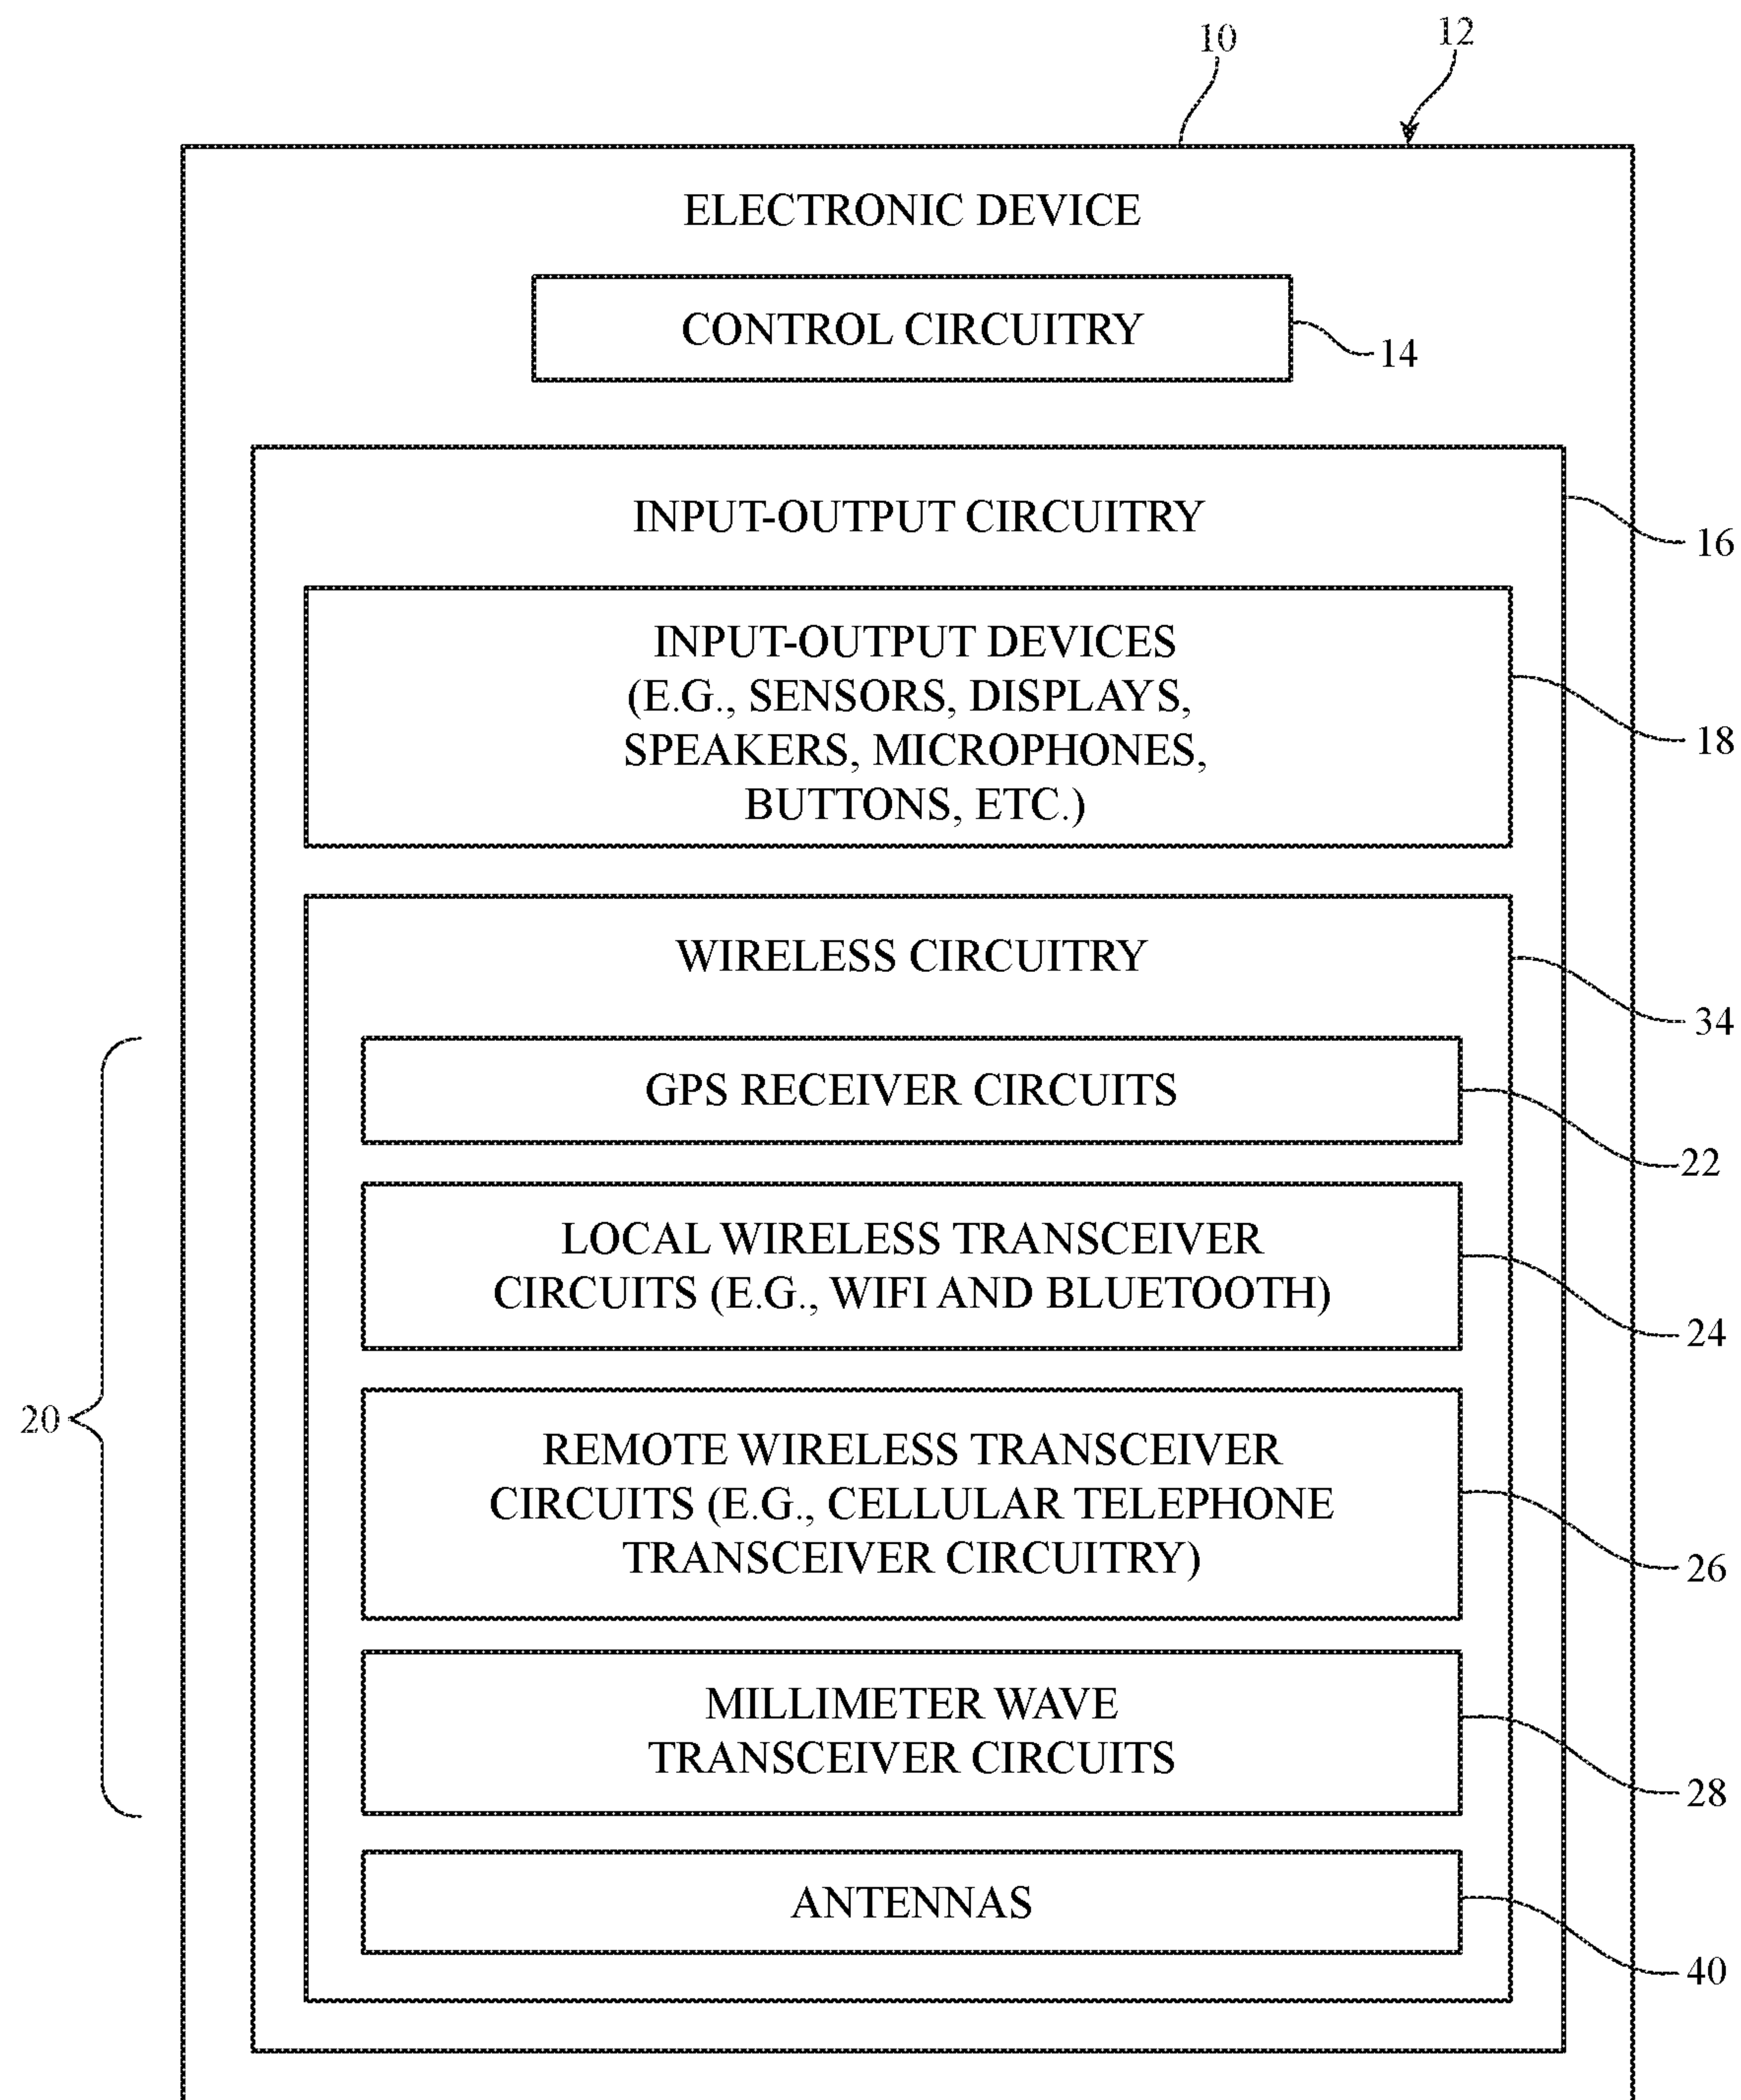 10
12
ELECTRONIC DEVICE
CONTROL CIRCUITRY
14
INPUT-OUTPUT CIRCUITRY
16
INPUT-OUTPUT DEVICES
(E.G., SENSORS, DISPLAYS,
SPEAKERS, MICROPHONES,
BUTTONS, ETC.)
18
WIRELESS CIRCUITRY
34
GPS RECEIVER CIRCUITS
22
LOCAL WIRELESS TRANSCEIVER
CIRCUITS (E.G., WIFI AND BLUETOOTH)
24
20
REMOTE WIRELESS TRANSCEIVER
CIRCUITS (E.G., CELLULAR TELEPHONE
TRANSCEIVER CIRCUITRY)
26
MILLIMETER WAVE
TRANSCEIVER CIRCUITS
28
ANTENNAS
40